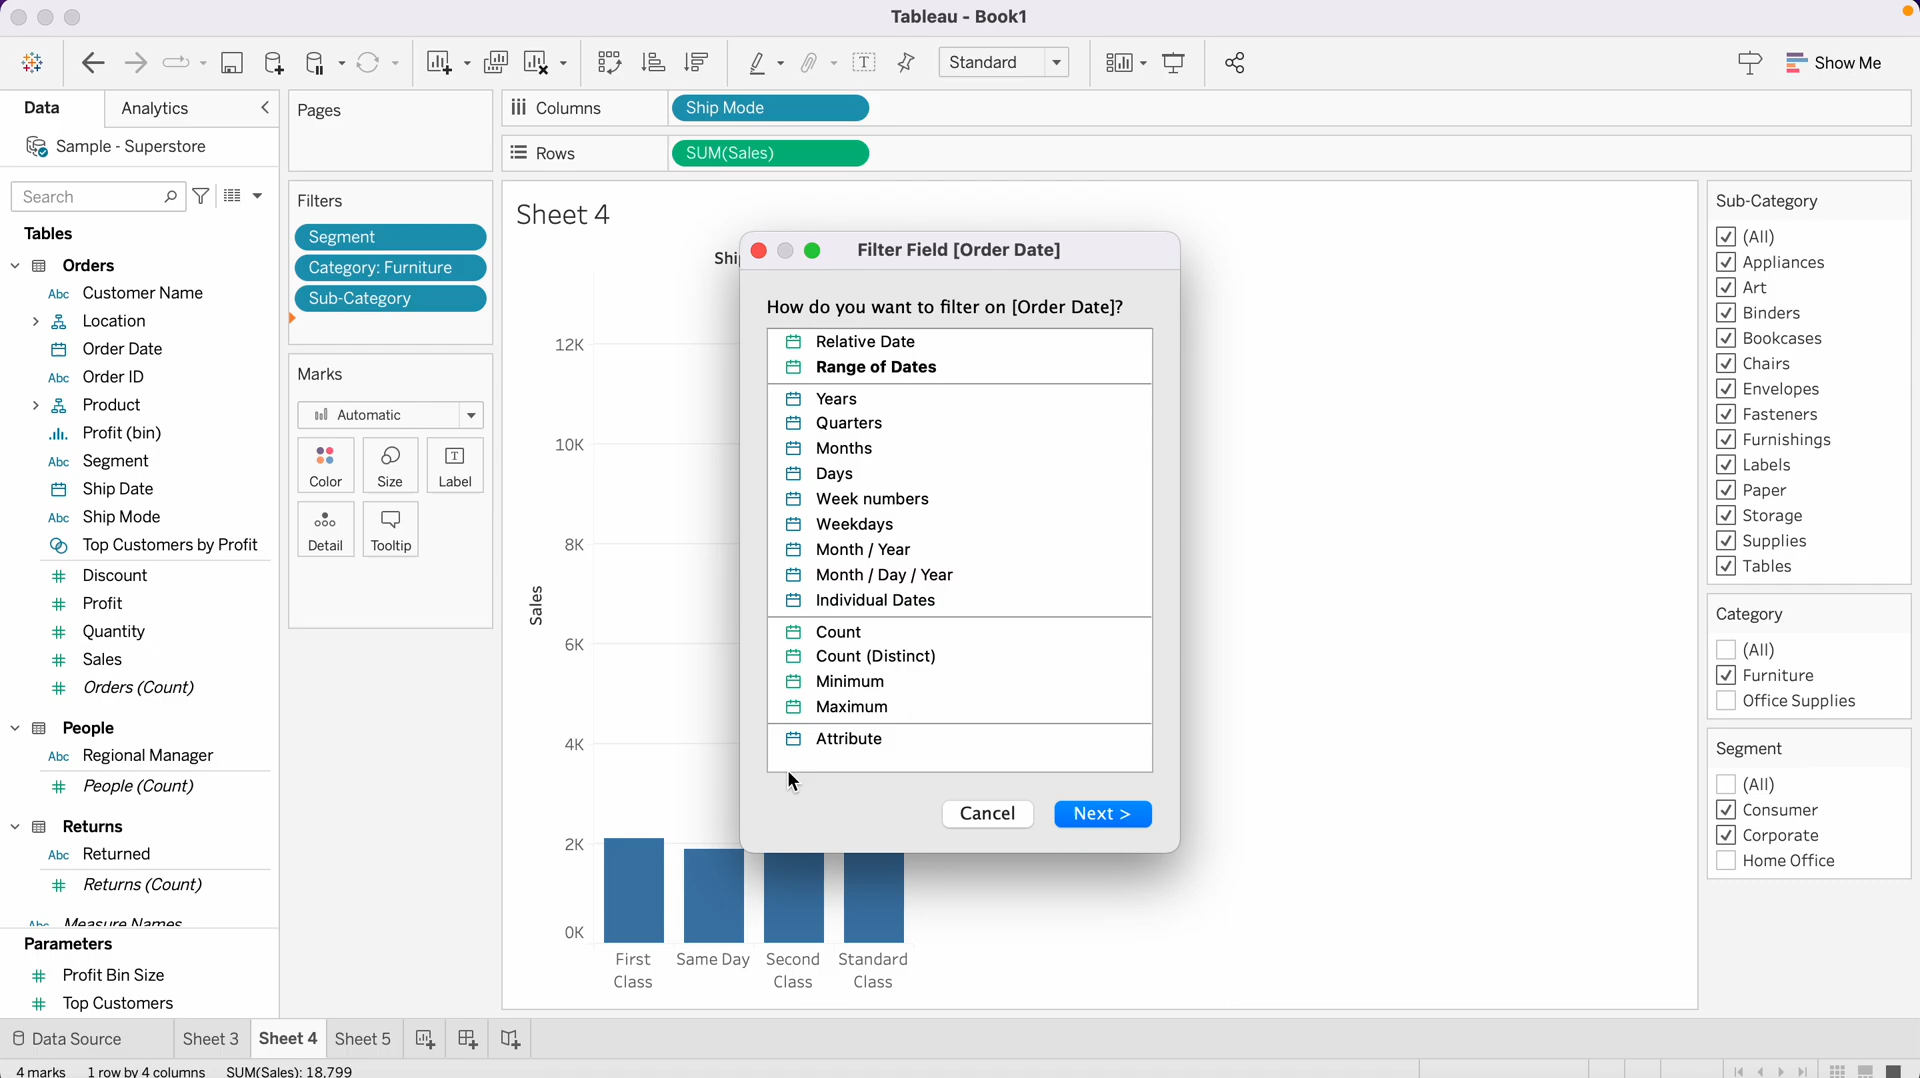 Tableau - Book1
Standard
Show Me
Data
Analytics
Sample - Superstore
Search
Tables
Orders
Abc Customer Name
Location
Order Date
Abc Order ID
Product
Profit (bin)
Abc Segment
Ship Date
Abc Ship Mode
Top Customers by Profit
# Discount
# Profit
# Quantity
# Sales
# Orders (Count)
People
Abc Regional Manager
# People (Count)
Returns
Abc Returned
# Returns (Count)
Abc Measure Names
Parameters
# Profit Bin Size
# Top Customers
Pages
Filters
Segment
Category: Furniture
Sub-Category
Marks
Automatic
Color
Size
T
Label
Detail
Tooltip
Columns
Ship Mode
Rows
SUM(Sales)
Sheet 4
Ship
12K
10K
8K
6K
4K
2K
0K
Sales
First Class
Same Day
Second Class
Standard Class
Filter Field [Order Date]
How do you want to filter on [Order Date]?
Relative Date
Range of Dates
Years
Quarters
Months
Days
Week numbers
Weekdays
Month / Year
Month / Day / Year
Individual Dates
Count
Count (Distinct)
Minimum
Maximum
Attribute
Cancel
Next >
Sub-Category
(All)
Appliances
Art
Binders
Bookcases
Chairs
Envelopes
Fasteners
Furnishings
Labels
Paper
Storage
Supplies
Tables
Category
(All)
Furniture
Office Supplies
Segment
(All)
Consumer
Corporate
Home Office
Data Source
Sheet 3
Sheet 4
Sheet 5
4 marks
1 row by 4 columns
SUM(Sales): 18,799